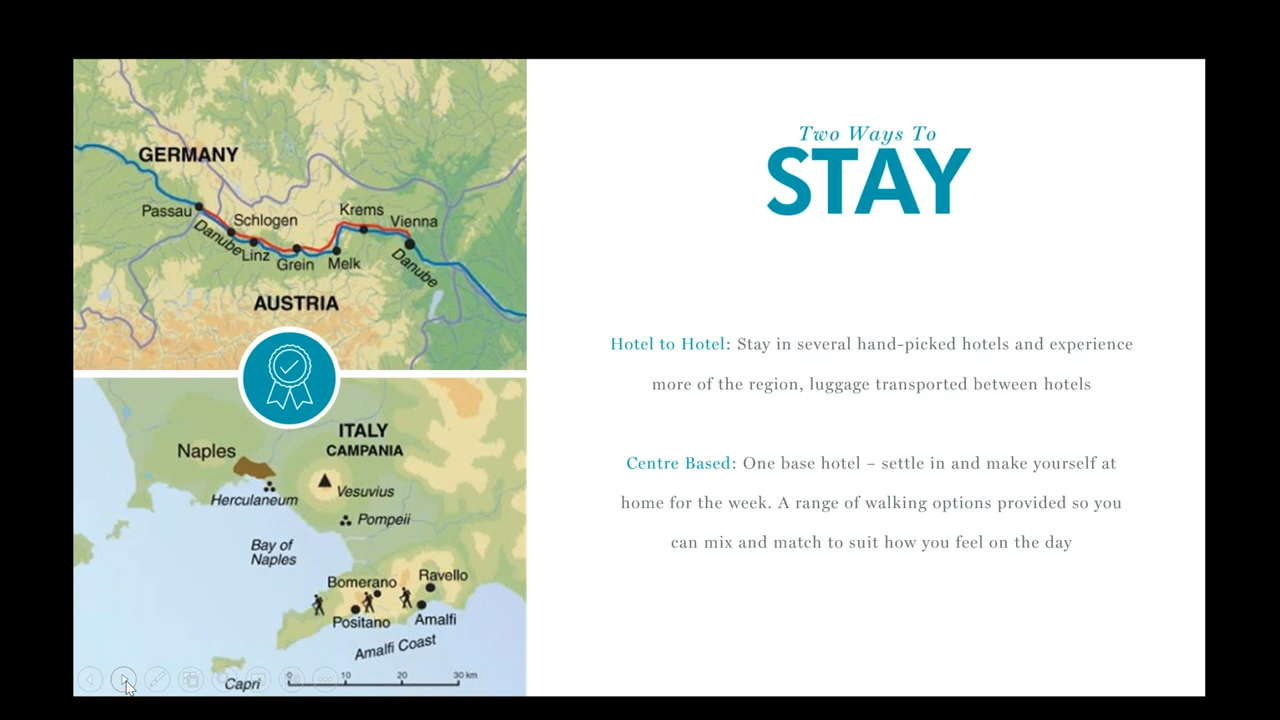 GERMANY
Passau
Schlogen
Krems
Vienna
Danube
Linz
Grein
Melk
Danube
AUSTRIA
ITALY
CAMPANIA
Naples
Herculaneum
Vesuvius
Pompeii
Bay of
Naples
Bomerano
Ravello
Positano
Amalfi
Amalfi Coast
Capri
0 10 20 30 km
Two Ways To
STAY
Hotel to Hotel: Stay in several hand-picked hotels and experience
more of the region, luggage transported between hotels
Centre Based: One base hotel – settle in and make yourself at
home for the week. A range of walking options provided so you
can mix and match to suit how you feel on the day